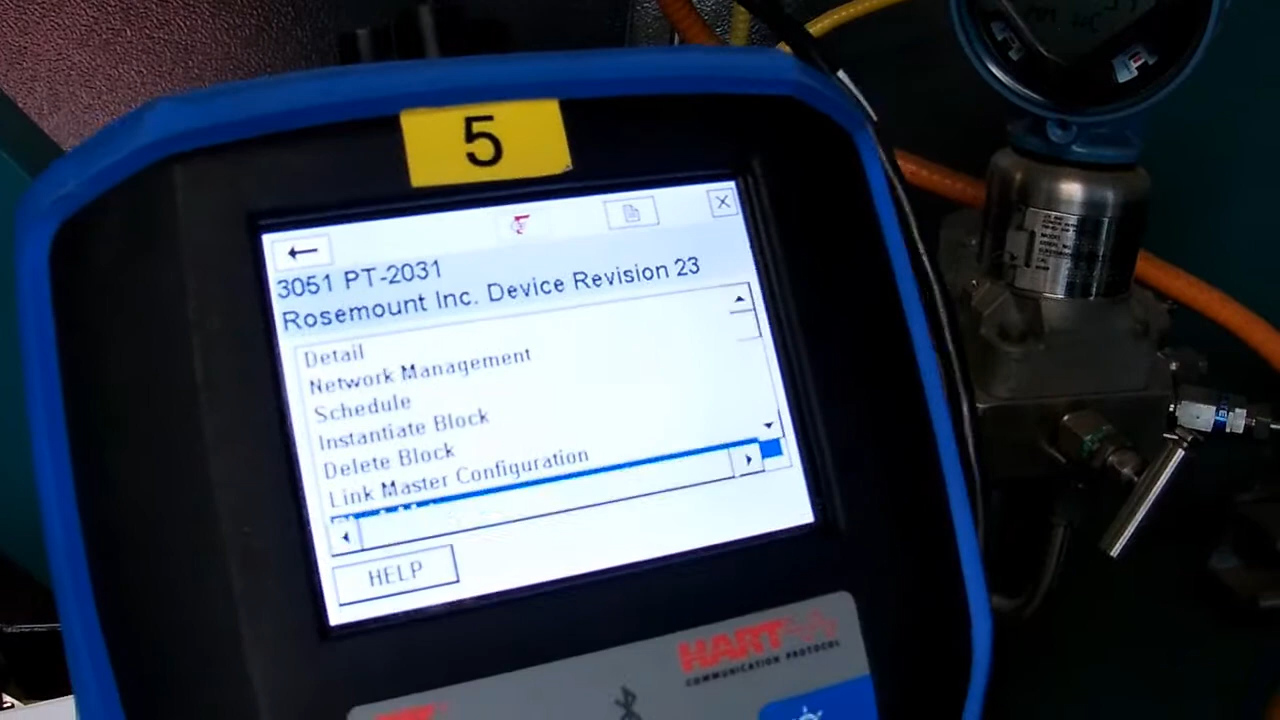 5
3051 PT-2031
Rosemount Inc. Device Revision 23
Detail
Network Management
Schedule
Instantiate Block
Delete Block
Link Master Configuration
HELP
HART
COMMUNICATION PROTOCOL